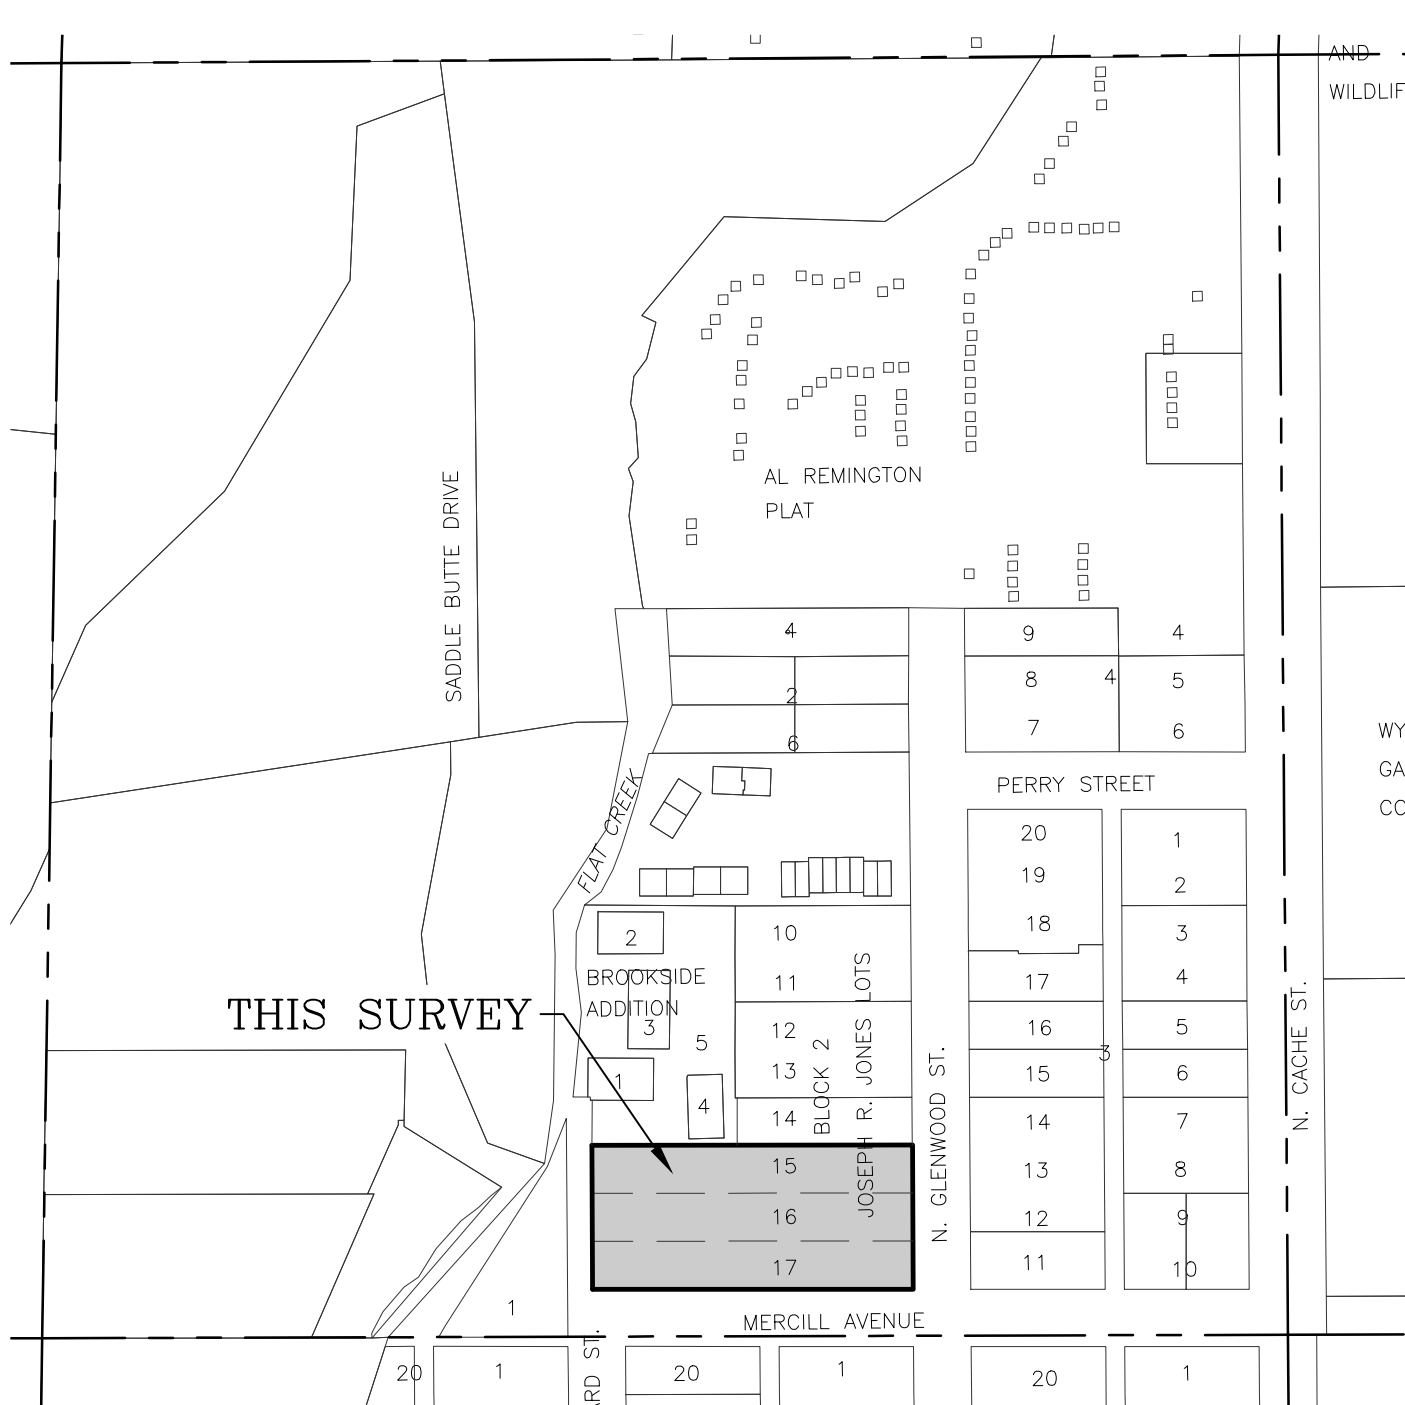 AND
WILDLIF
AL REMINGTON
PLAT
SADDLE BUTTE DRIVE
4
9
4
8
4
5
2
7
6
6
WY
GA
CO
PERRY STREET
FLAT CREEK
20
1
19
2
18
3
2
10
BROOKSIDE
ADDITION
11
17
4
THIS SURVEY
3
5
12
16
5
3
13
15
6
1
4
14
14
7
BLOCK 2
JOSEPH R. JONES LOTS
N. GLENWOOD ST.
N. CACHE ST.
15
13
8
16
12
9
17
11
10
1
MERCILL AVENUE
ARD ST.
20
1
20
1
20
1